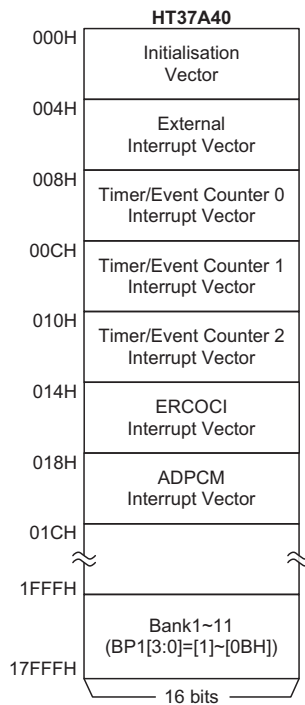 HT37A40
000H
Initialisation
Vector
004H
External
Interrupt Vector
008H
Timer/Event Counter 0
Interrupt Vector
00CH
Timer/Event Counter 1
Interrupt Vector
010H
Timer/Event Counter 2
Interrupt Vector
014H
ERCOCI
Interrupt Vector
018H
ADPCM
Interrupt Vector
01CH
1FFFH
Bank1~11
(BP1[3:0]=[1]~[0BH])
17FFFH
16 bits